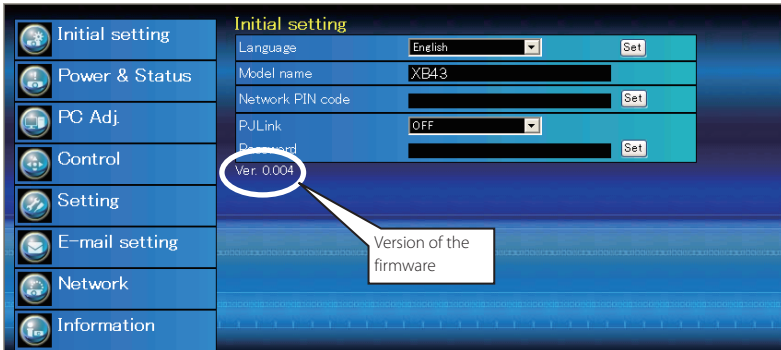 Initial setting
Power & Status
PC Adj.
Control
Setting
E-mail setting
Network
Information
Initial setting
Language English Set
Model name XB43
Network PIN code Set
PJLink OFF
Password Set
Ver. 0.004
Version of the
firmware